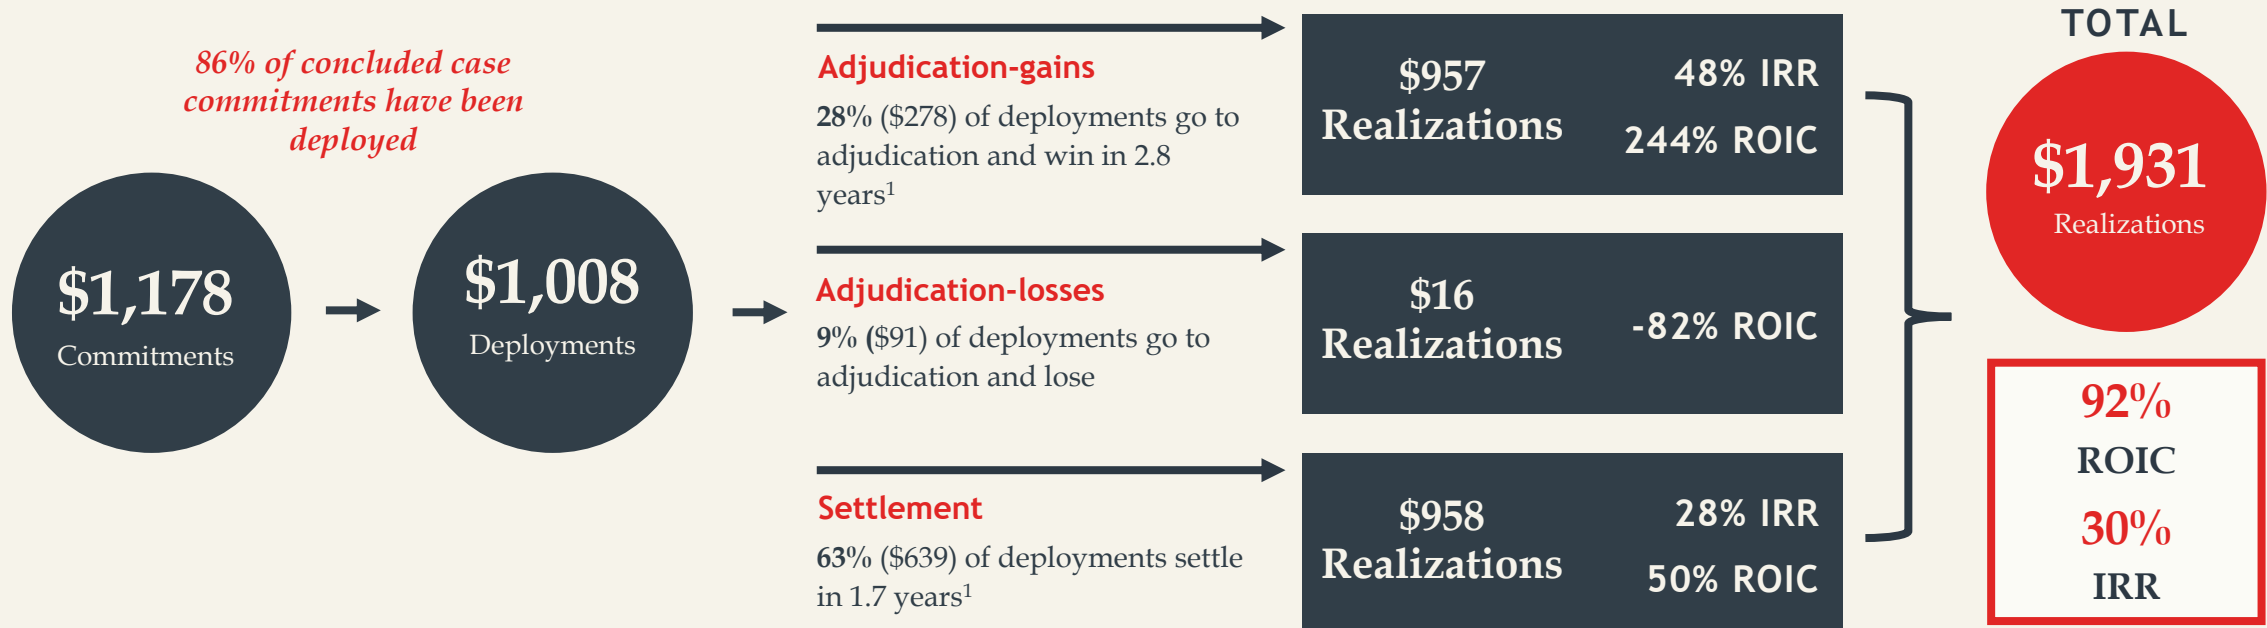 86% of concluded case
commitments have been
deployed
$1,178
Commitments
$1,008
Deployments
Adjudication-gains
28% ($278) of deployments go to
adjudication and win in 2.8
years¹
$957
Realizations
48% IRR
244% ROIC
Adjudication-losses
9% ($91) of deployments go to
adjudication and lose
$16
Realizations
-82% ROIC
Settlement
63% ($639) of deployments settle
in 1.7 years¹
$958
Realizations
28% IRR
50% ROIC
TOTAL
$1,931
Realizations
92%
ROIC
30%
IRR